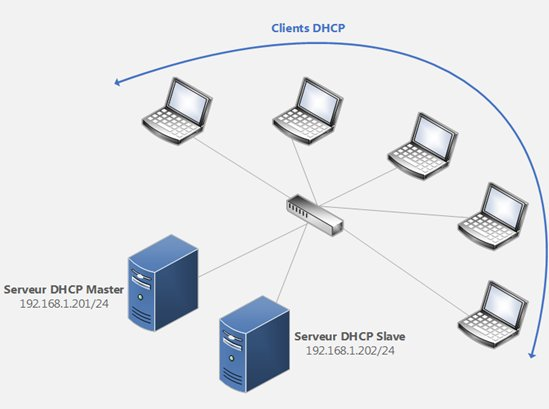 Clients DHCP
Serveur DHCP Master
192.168.1.201/24
Serveur DHCP Slave
192.168.1.202/24